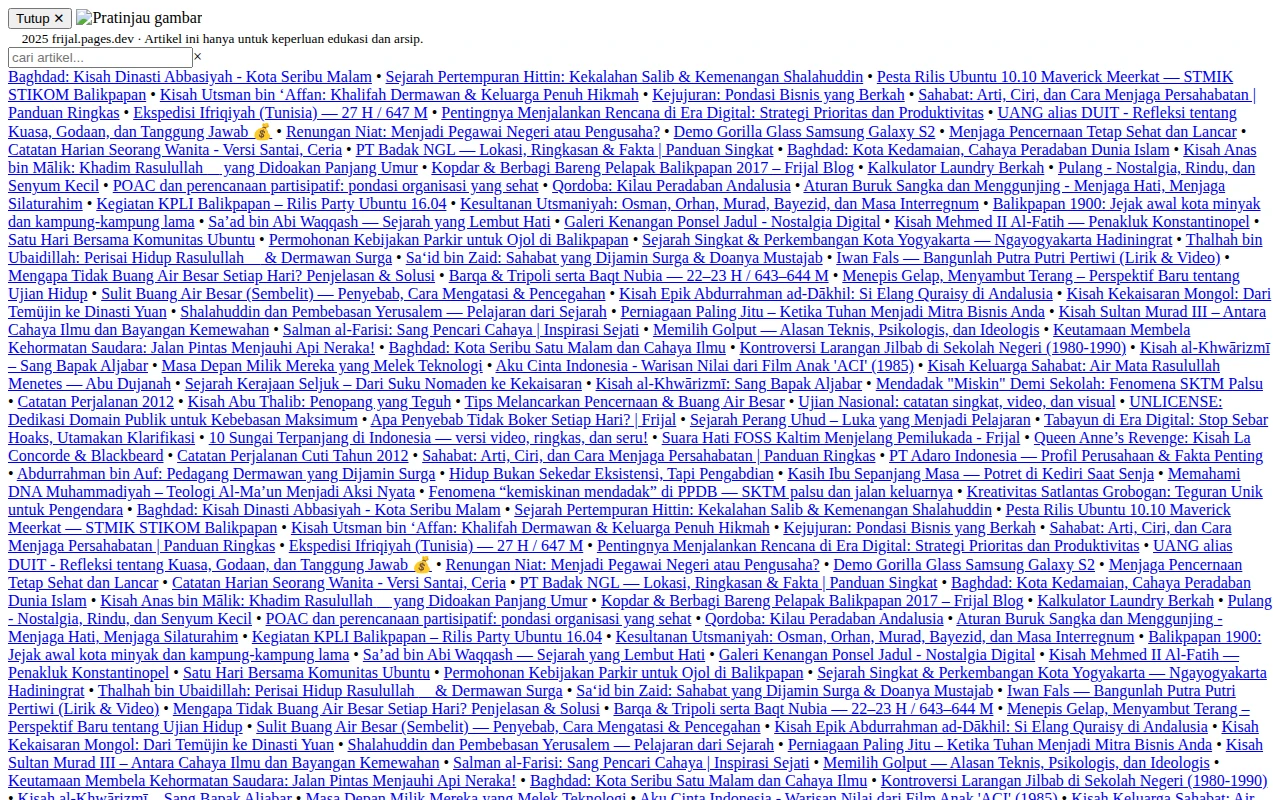 Tutup ✕ Pratinjau gambar
2025 frijal.pages.dev · Artikel ini hanya untuk keperluan edukasi dan arsip.
cari artikel... ×
Baghdad: Kisah Dinasti Abbasiyah - Kota Seribu Malam • Sejarah Pertempuran Hittin: Kekalahan Salib & Kemenangan Shalahuddin • Pesta Rilis Ubuntu 10.10 Maverick Meerkat — STMIK
STIKOM Balikpapan • Kisah Utsman bin ‘Affan: Khalifah Dermawan & Keluarga Penuh Hikmah • Kejujuran: Pondasi Bisnis yang Berkah • Sahabat: Arti, Ciri, dan Cara Menjaga Persahabatan |
Panduan Ringkas • Ekspedisi Ifriqiyah (Tunisia) — 27 H / 647 M • Pentingnya Menjalankan Rencana di Era Digital: Strategi Prioritas dan Produktivitas • UANG alias DUIT - Refleksi tentang
Kuasa, Godaan, dan Tanggung Jawab 💰 • Renungan Niat: Menjadi Pegawai Negeri atau Pengusaha? • Demo Gorilla Glass Samsung Galaxy S2 • Menjaga Pencernaan Tetap Sehat dan Lancar •
Catatan Harian Seorang Wanita - Versi Santai, Ceria • PT Badak NGL — Lokasi, Ringkasan & Fakta | Panduan Singkat • Baghdad: Kota Kedamaian, Cahaya Peradaban Dunia Islam • Kisah Anas
bin Mālik: Khadim Rasulullah yang Didoakan Panjang Umur • Kopdar & Berbagi Bareng Pelapak Balikpapan 2017 – Frijal Blog • Kalkulator Laundry Berkah • Pulang - Nostalgia, Rindu, dan
Senyum Kecil • POAC dan perencanaan partisipatif: pondasi organisasi yang sehat • Qordoba: Kilau Peradaban Andalusia • Aturan Buruk Sangka dan Menggunjing - Menjaga Hati, Menjaga
Silaturahim • Kegiatan KPLI Balikpapan – Rilis Party Ubuntu 16.04 • Kesultanan Utsmaniyah: Osman, Orhan, Murad, Bayezid, dan Masa Interregnum • Balikpapan 1900: Jejak awal kota minyak
dan kampung-kampung lama • Sa’ad bin Abi Waqqash — Sejarah yang Lembut Hati • Galeri Kenangan Ponsel Jadul - Nostalgia Digital • Kisah Mehmed II Al-Fatih — Penakluk Konstantinopel •
Satu Hari Bersama Komunitas Ubuntu • Permohonan Kebijakan Parkir untuk Ojol di Balikpapan • Sejarah Singkat & Perkembangan Kota Yogyakarta — Ngayogyakarta Hadiningrat • Thalhah bin
Ubaidillah: Perisai Hidup Rasulullah & Dermawan Surga • Sa‘id bin Zaid: Sahabat yang Dijamin Surga & Doanya Mustajab • Iwan Fals — Bangunlah Putra Putri Pertiwi (Lirik & Video) •
Mengapa Tidak Buang Air Besar Setiap Hari? Penjelasan & Solusi • Barqa & Tripoli serta Baqt Nubia — 22–23 H / 643–644 M • Menepis Gelap, Menyambut Terang – Perspektif Baru tentang
Ujian Hidup • Sulit Buang Air Besar (Sembelit) — Penyebab, Cara Mengatasi & Pencegahan • Kisah Epik Abdurrahman ad-Dākhil: Si Elang Quraisy di Andalusia • Kisah Kekaisaran Mongol: Dari
Temüjin ke Dinasti Yuan • Shalahuddin dan Pembebasan Yerusalem — Pelajaran dari Sejarah • Perniagaan Paling Jitu – Ketika Tuhan Menjadi Mitra Bisnis Anda • Kisah Sultan Murad III – Antara
Cahaya Ilmu dan Bayangan Kemewahan • Salman al-Farisi: Sang Pencari Cahaya | Inspirasi Sejati • Memilih Golput — Alasan Teknis, Psikologis, dan Ideologis • Keutamaan Membela
Kehormatan Saudara: Jalan Pintas Menjauhi Api Neraka! • Baghdad: Kota Seribu Satu Malam dan Cahaya Ilmu • Kontroversi Larangan Jilbab di Sekolah Negeri (1980-1990) • Kisah al-Khwārizmī
– Sang Bapak Aljabar • Masa Depan Milik Mereka yang Melek Teknologi • Aku Cinta Indonesia - Warisan Nilai dari Film Anak 'ACI' (1985) • Kisah Keluarga Sahabat: Air Mata Rasulullah
Menetes — Abu Dujanah • Sejarah Kerajaan Seljuk – Dari Suku Nomaden ke Kekaisaran • Kisah al-Khwārizmī: Sang Bapak Aljabar • Mendadak "Miskin" Demi Sekolah: Fenomena SKTM Palsu
• Catatan Perjalanan 2012 • Kisah Abu Thalib: Penopang yang Teguh • Tips Melancarkan Pencernaan & Buang Air Besar • Ujian Nasional: catatan singkat, video, dan visual • UNLICENSE:
Dedikasi Domain Publik untuk Kebebasan Maksimum • Apa Penyebab Tidak Boker Setiap Hari? | Frijal • Sejarah Perang Uhud – Luka yang Menjadi Pelajaran • Tabayun di Era Digital: Stop Sebar
Hoaks, Utamakan Klarifikasi • 10 Sungai Terpanjang di Indonesia — versi video, ringkas, dan seru! • Suara Hati FOSS Kaltim Menjelang Pemilukada - Frijal • Queen Anne’s Revenge: Kisah La
Concorde & Blackbeard • Catatan Perjalanan Cuti Tahun 2012 • Sahabat: Arti, Ciri, dan Cara Menjaga Persahabatan | Panduan Ringkas • PT Adaro Indonesia — Profil Perusahaan & Fakta Penting
• Abdurrahman bin Auf: Pedagang Dermawan yang Dijamin Surga • Hidup Bukan Sekedar Eksistensi, Tapi Pengabdian • Kasih Ibu Sepanjang Masa — Potret di Kediri Saat Senja • Memahami
DNA Muhammadiyah – Teologi Al-Ma’un Menjadi Aksi Nyata • Fenomena “kemiskinan mendadak” di PPDB — SKTM palsu dan jalan keluarnya • Kreativitas Satlantas Grobogan: Teguran Unik
untuk Pengendara • Baghdad: Kisah Dinasti Abbasiyah - Kota Seribu Malam • Sejarah Pertempuran Hittin: Kekalahan Salib & Kemenangan Shalahuddin • Pesta Rilis Ubuntu 10.10 Maverick
Meerkat — STMIK STIKOM Balikpapan • Kisah Utsman bin ‘Affan: Khalifah Dermawan & Keluarga Penuh Hikmah • Kejujuran: Pondasi Bisnis yang Berkah • Sahabat: Arti, Ciri, dan Cara
Menjaga Persahabatan | Panduan Ringkas • Ekspedisi Ifriqiyah (Tunisia) — 27 H / 647 M • Pentingnya Menjalankan Rencana di Era Digital: Strategi Prioritas dan Produktivitas • UANG alias
DUIT - Refleksi tentang Kuasa, Godaan, dan Tanggung Jawab 💰 • Renungan Niat: Menjadi Pegawai Negeri atau Pengusaha? • Demo Gorilla Glass Samsung Galaxy S2 • Menjaga Pencernaan
Tetap Sehat dan Lancar • Catatan Harian Seorang Wanita - Versi Santai, Ceria • PT Badak NGL — Lokasi, Ringkasan & Fakta | Panduan Singkat • Baghdad: Kota Kedamaian, Cahaya Peradaban
Dunia Islam • Kisah Anas bin Mālik: Khadim Rasulullah yang Didoakan Panjang Umur • Kopdar & Berbagi Bareng Pelapak Balikpapan 2017 – Frijal Blog • Kalkulator Laundry Berkah • Pulang
- Nostalgia, Rindu, dan Senyum Kecil • POAC dan perencanaan partisipatif: pondasi organisasi yang sehat • Qordoba: Kilau Peradaban Andalusia • Aturan Buruk Sangka dan Menggunjing -
Menjaga Hati, Menjaga Silaturahim • Kegiatan KPLI Balikpapan – Rilis Party Ubuntu 16.04 • Kesultanan Utsmaniyah: Osman, Orhan, Murad, Bayezid, dan Masa Interregnum • Balikpapan 1900:
Jejak awal kota minyak dan kampung-kampung lama • Sa’ad bin Abi Waqqash — Sejarah yang Lembut Hati • Galeri Kenangan Ponsel Jadul - Nostalgia Digital • Kisah Mehmed II Al-Fatih —
Penakluk Konstantinopel • Satu Hari Bersama Komunitas Ubuntu • Permohonan Kebijakan Parkir untuk Ojol di Balikpapan • Sejarah Singkat & Perkembangan Kota Yogyakarta — Ngayogyakarta
Hadiningrat • Thalhah bin Ubaidillah: Perisai Hidup Rasulullah & Dermawan Surga • Sa‘id bin Zaid: Sahabat yang Dijamin Surga & Doanya Mustajab • Iwan Fals — Bangunlah Putra Putri
Pertiwi (Lirik & Video) • Mengapa Tidak Buang Air Besar Setiap Hari? Penjelasan & Solusi • Barqa & Tripoli serta Baqt Nubia — 22–23 H / 643–644 M • Menepis Gelap, Menyambut Terang –
Perspektif Baru tentang Ujian Hidup • Sulit Buang Air Besar (Sembelit) — Penyebab, Cara Mengatasi & Pencegahan • Kisah Epik Abdurrahman ad-Dākhil: Si Elang Quraisy di Andalusia • Kisah
Kekaisaran Mongol: Dari Temüjin ke Dinasti Yuan • Shalahuddin dan Pembebasan Yerusalem — Pelajaran dari Sejarah • Perniagaan Paling Jitu – Ketika Tuhan Menjadi Mitra Bisnis Anda • Kisah
Sultan Murad III – Antara Cahaya Ilmu dan Bayangan Kemewahan • Salman al-Farisi: Sang Pencari Cahaya | Inspirasi Sejati • Memilih Golput — Alasan Teknis, Psikologis, dan Ideologis •
Keutamaan Membela Kehormatan Saudara: Jalan Pintas Menjauhi Api Neraka! • Baghdad: Kota Seribu Satu Malam dan Cahaya Ilmu • Kontroversi Larangan Jilbab di Sekolah Negeri (1980-1990)
• Kisah al-Khwārizmī – Sang Bapak Aljabar • Masa Depan Milik Mereka yang Melek Teknologi • Aku Cinta Indonesia - Warisan Nilai dari Film Anak 'ACI' (1985) • Kisah Keluarga Sahabat: Air